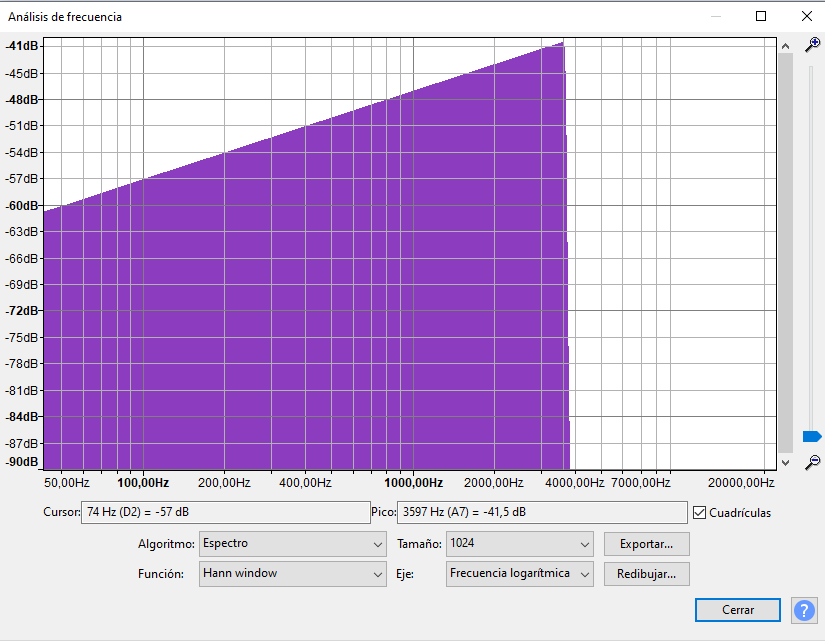 Análisis de frecuencia
-41dB
-45dB
-48dB
-51dB
-54dB
-57dB
-60dB
-63dB
-66dB
-69dB
-72dB
-75dB
-78dB
-81dB
-84dB
-87dB
-90dB
50,00Hz 100,00Hz 200,00Hz 400,00Hz 1000,00Hz 2000,00Hz 4000,00Hz 7000,00Hz 20000,00Hz
Cursor: 74 Hz (D2) = -57 dB Pico: 3597 Hz (A7) = -41,5 dB Cuadrículas
Algoritmo: Espectro Tamaño: 1024 Exportar...
Función: Hann window Eje: Frecuencia logarítmica Redibujar...
Cerrar ?